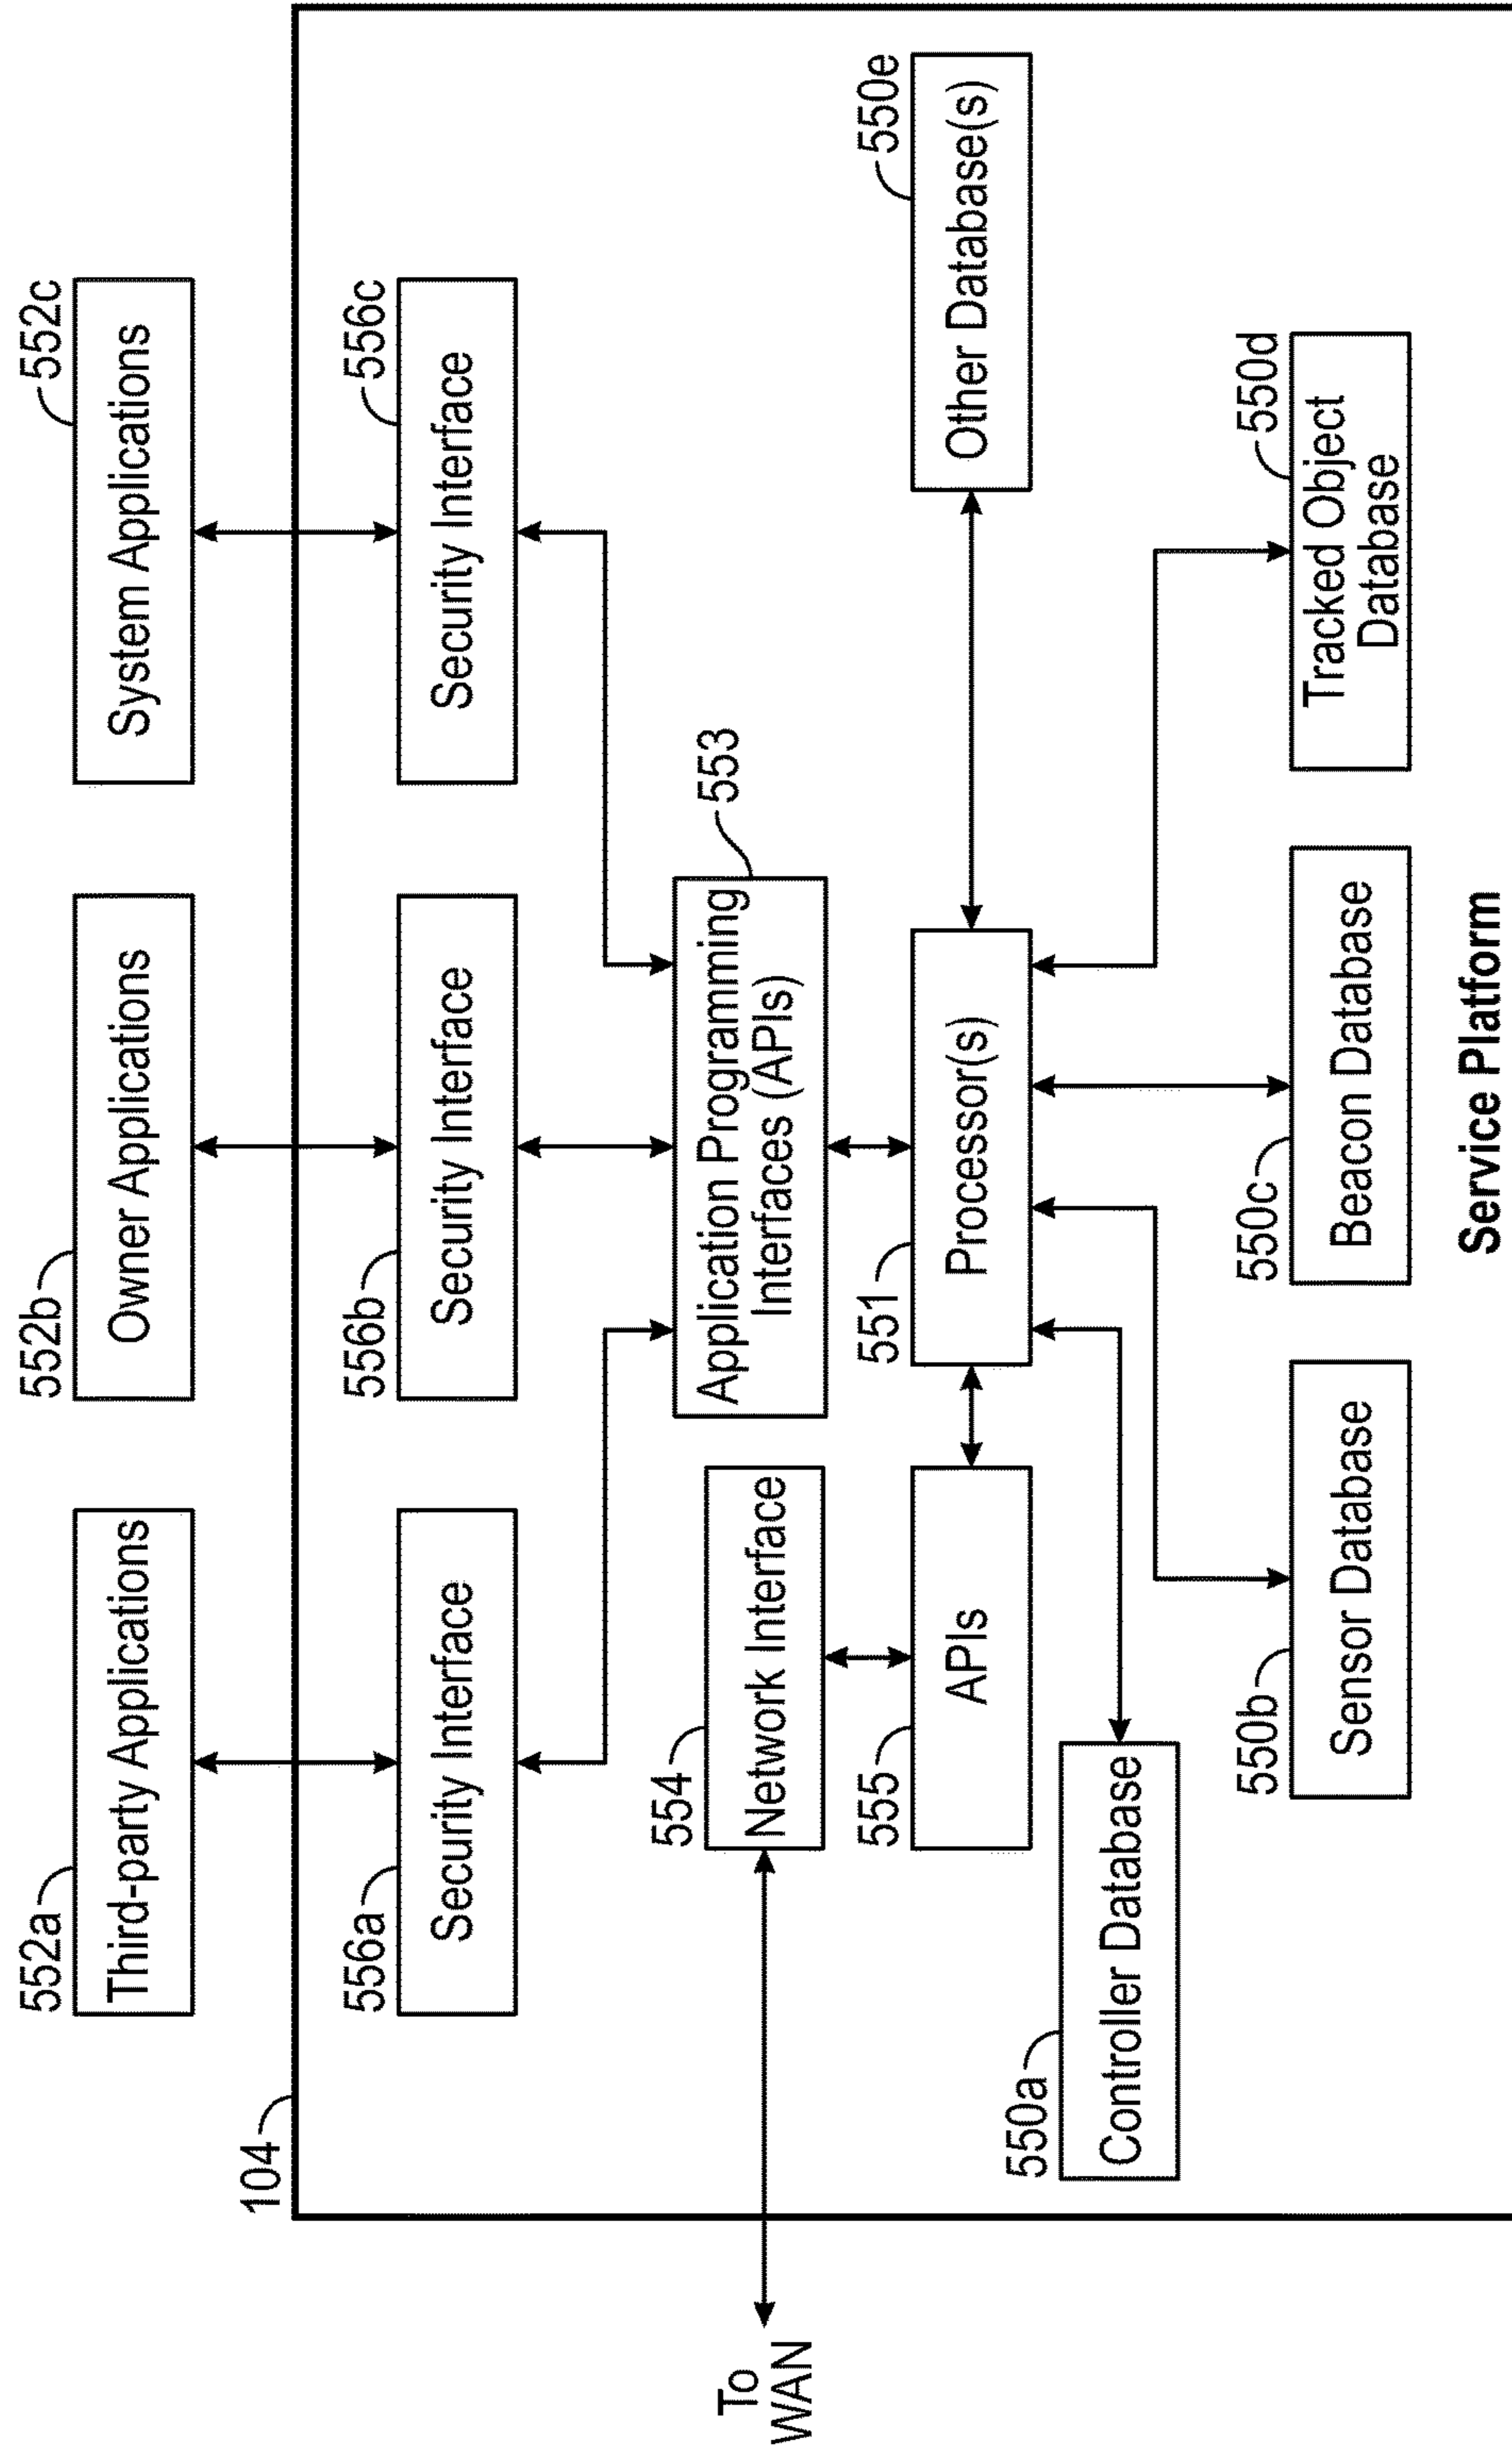 552a
Third-party Applications
552b
Owner Applications
552c
System Applications
104
556a
Security Interface
556b
Security Interface
556c
Security Interface
To
WAN
554
Network Interface
553
Application Programming
Interfaces (APIs)
555
APIs
551
Processor(s)
550e
Other Database(s)
550a
Controller Database
550b
Sensor Database
550c
Beacon Database
550d
Tracked Object
Database
Service Platform